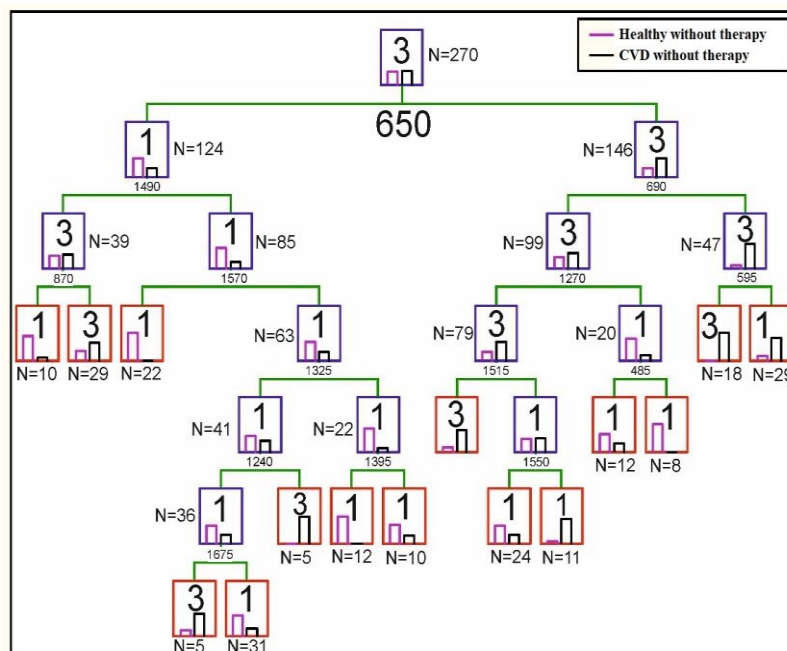 Healthy without therapy
CVD without therapy
3 N=270
650
1 N=124
N=146 3
1490
690
3 N=39
1 N=85
N=99 3
N=47 3
870
1570
1270
595
1
3
1
N=63 1
N=79 3
N=20 1
3
1
N=10
N=29
N=22
1325
1515
485
N=18
N=29
N=41 1
N=22 1
3
1
1
1
1240
1395
1550
N=12
N=8
N=36 1
3
1
1
1
1
1675
N=5
N=12
N=10
N=24
N=11
3
1
N=5
N=31